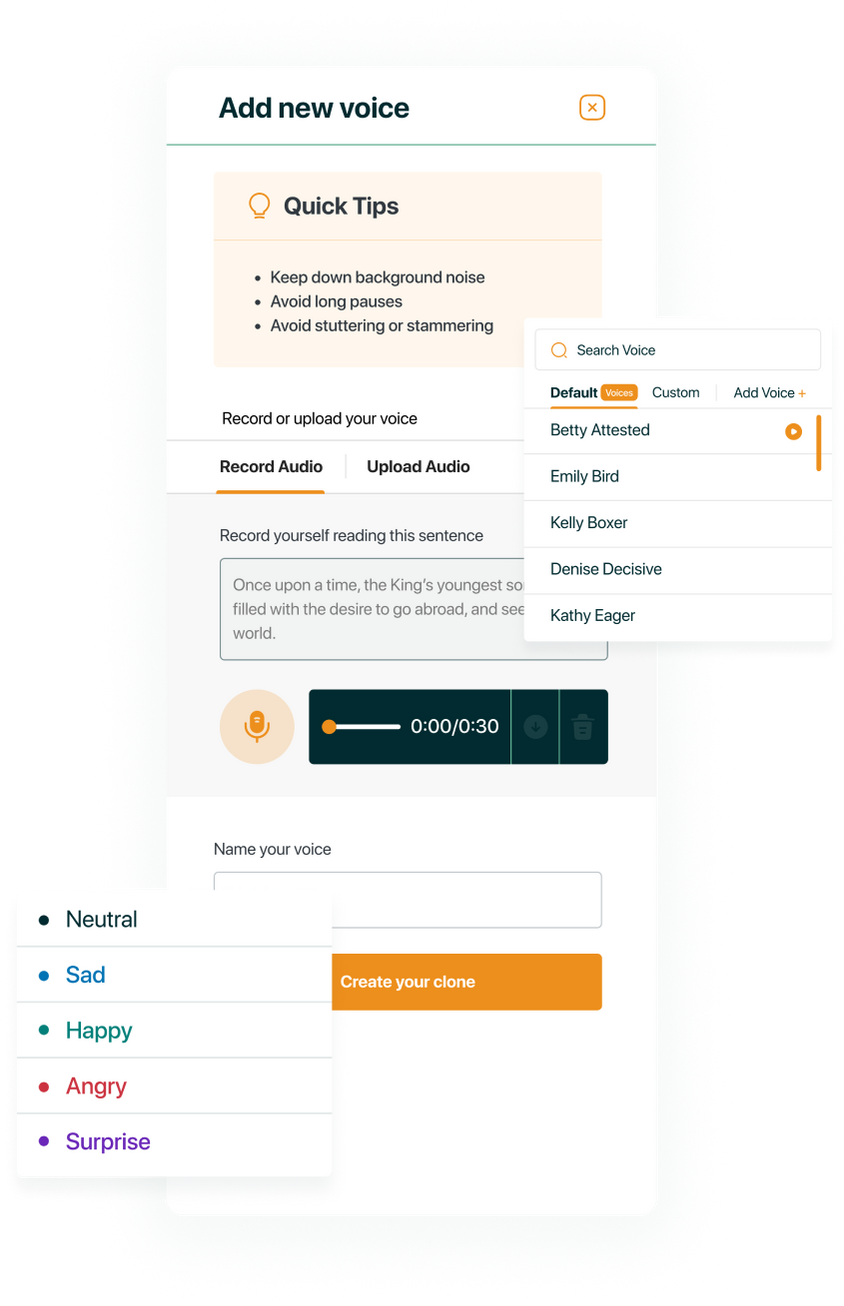 Add new voice
Quick Tips
Keep down background noise
Avoid long pauses
Avoid stuttering or stammering
Record or upload your voice
Record Audio
Upload Audio
Record yourself reading this sentence
Once upon a time, the King’s youngest
filled with the desire to go abroad, and
world.
0:00/0:30
Name your voice
Create your clone
Search Voice
Default Voices Custom Add Voice +
Betty Attested
Emily Bird
Kelly Boxer
Denise Decisive
Kathy Eager
Neutral
Sad
Happy
Angry
Surprise